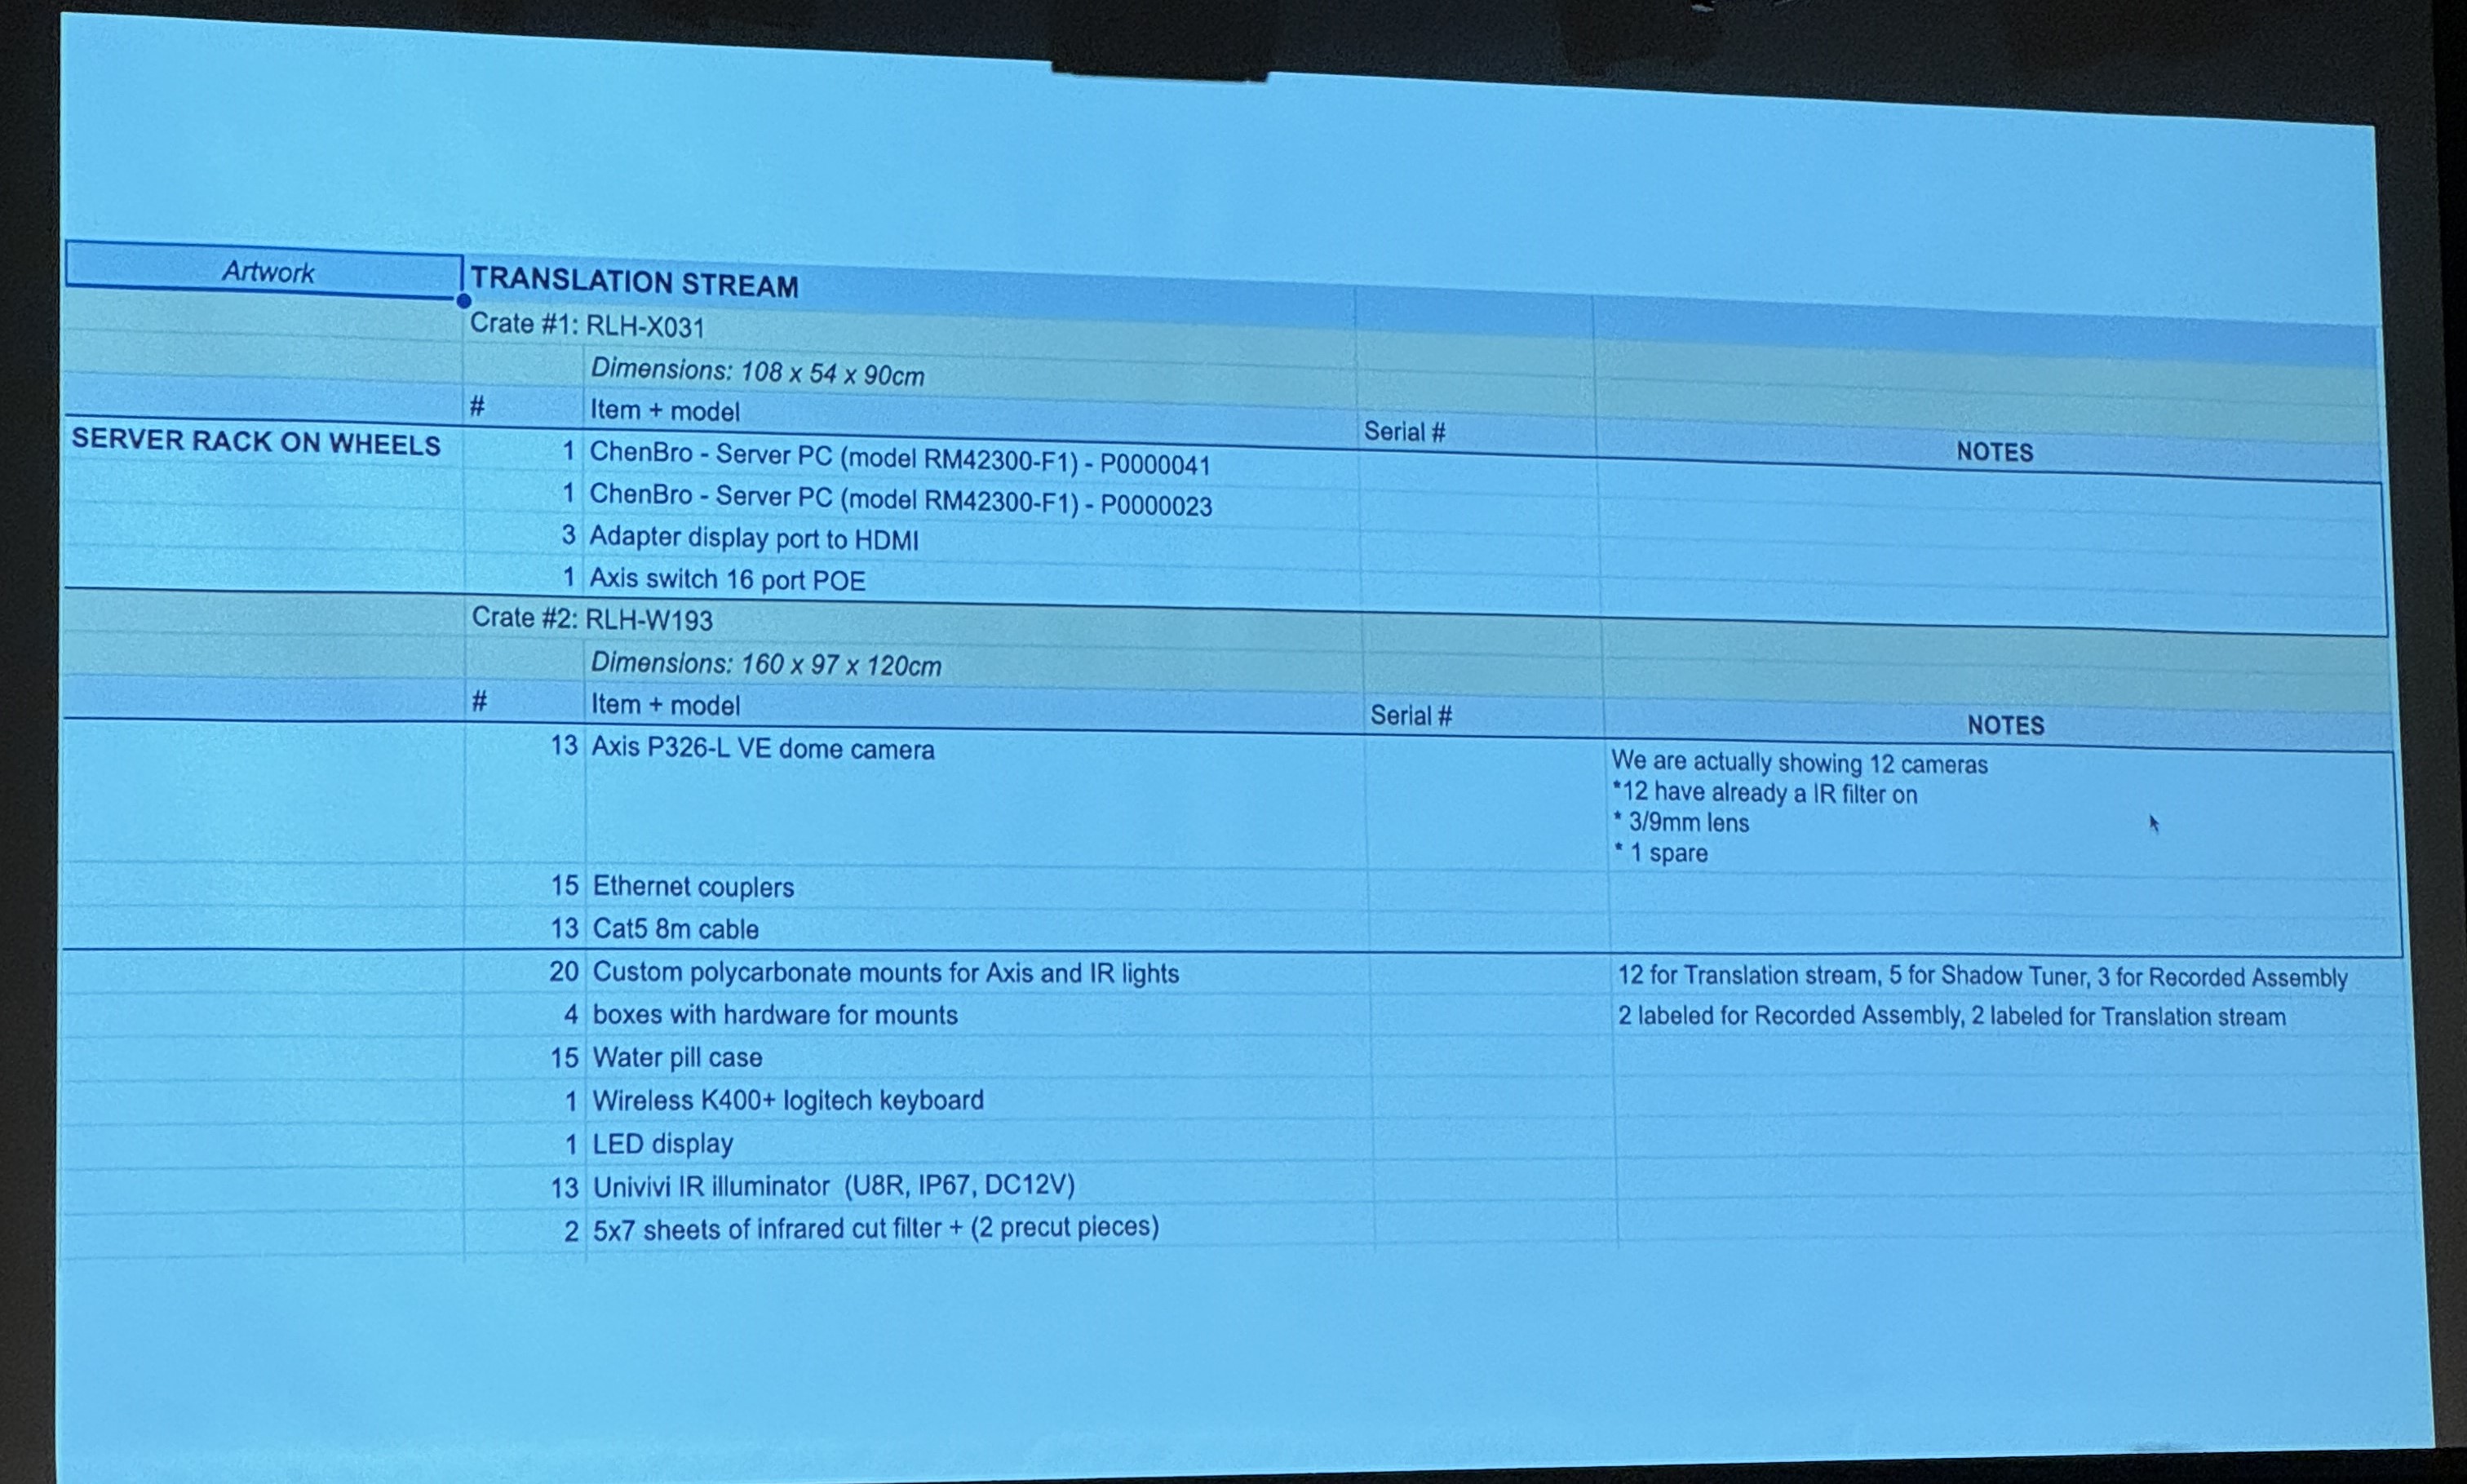 Artwork TRANSLATION STREAM
Crate #1: RLH-X031
Dimensions: 108 x 54 x 90cm
# Item + model Serial # NOTES
SERVER RACK ON WHEELS 1 ChenBro - Server PC (model RM42300-F1) - P0000041
1 ChenBro - Server PC (model RM42300-F1) - P0000023
3 Adapter display port to HDMI
1 Axis switch 16 port POE
Crate #2: RLH-W193
Dimensions: 160 x 97 x 120cm
# Item + model Serial # NOTES
13 Axis P326-L VE dome camera We are actually showing 12 cameras
*12 have already a IR filter on
* 3/9mm lens
* 1 spare
15 Ethernet couplers
13 Cat5 8m cable
20 Custom polycarbonate mounts for Axis and IR lights 12 for Translation stream, 5 for Shadow Tuner, 3 for Recorded Assembly
4 boxes with hardware for mounts 2 labeled for Recorded Assembly, 2 labeled for Translation stream
15 Water pill case
1 Wireless K400+ logitech keyboard
1 LED display
13 Univivi IR illuminator (U8R, IP67, DC12V)
2 5x7 sheets of infrared cut filter + (2 precut pieces)